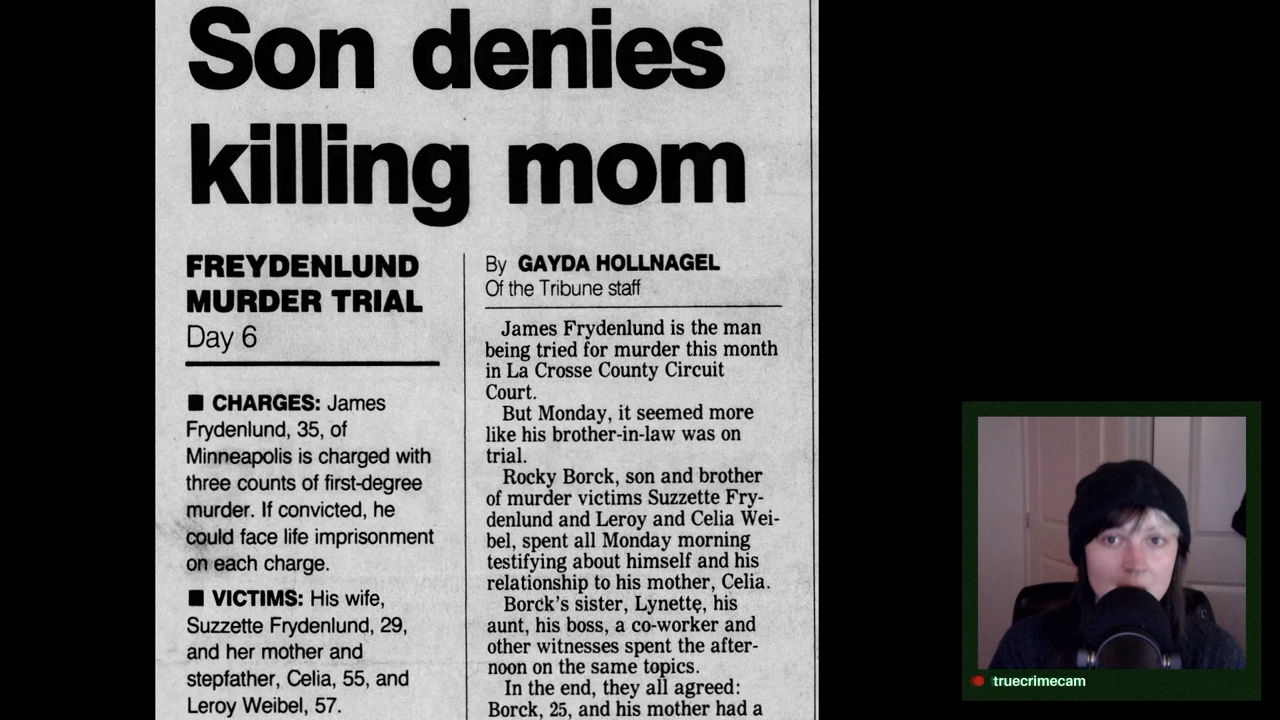 Son denies
killing mom
FREYDENLUND
MURDER TRIAL
Day 6
■ CHARGES: James
Frydenlund, 35, of
Minneapolis is charged with
three counts of first-degree
murder. If convicted, he
could face life imprisonment
on each charge.
■ VICTIMS: His wife,
Suzzette Frydenlund, 29,
and her mother and
stepfather, Celia, 55, and
Leroy Weibel, 57.
By GAYDA HOLLNAGEL
Of the Tribune staff
James Frydenlund is the man
being tried for murder this month
in La Crosse County Circuit
Court.
But Monday, it seemed more
like his brother-in-law was on
trial.
Rocky Borck, son and brother
of murder victims Suzzette Fry-
denlund and Leroy and Celia Wei-
bel, spent all Monday morning
testifying about himself and his
relationship to his mother, Celia.
Borck's sister, Lynette, his
aunt, his boss, a co-worker and
other witnesses spent the after-
noon on the same topics.
In the end, they all agreed:
Borck, 25, and his mother had a
truecrimecam